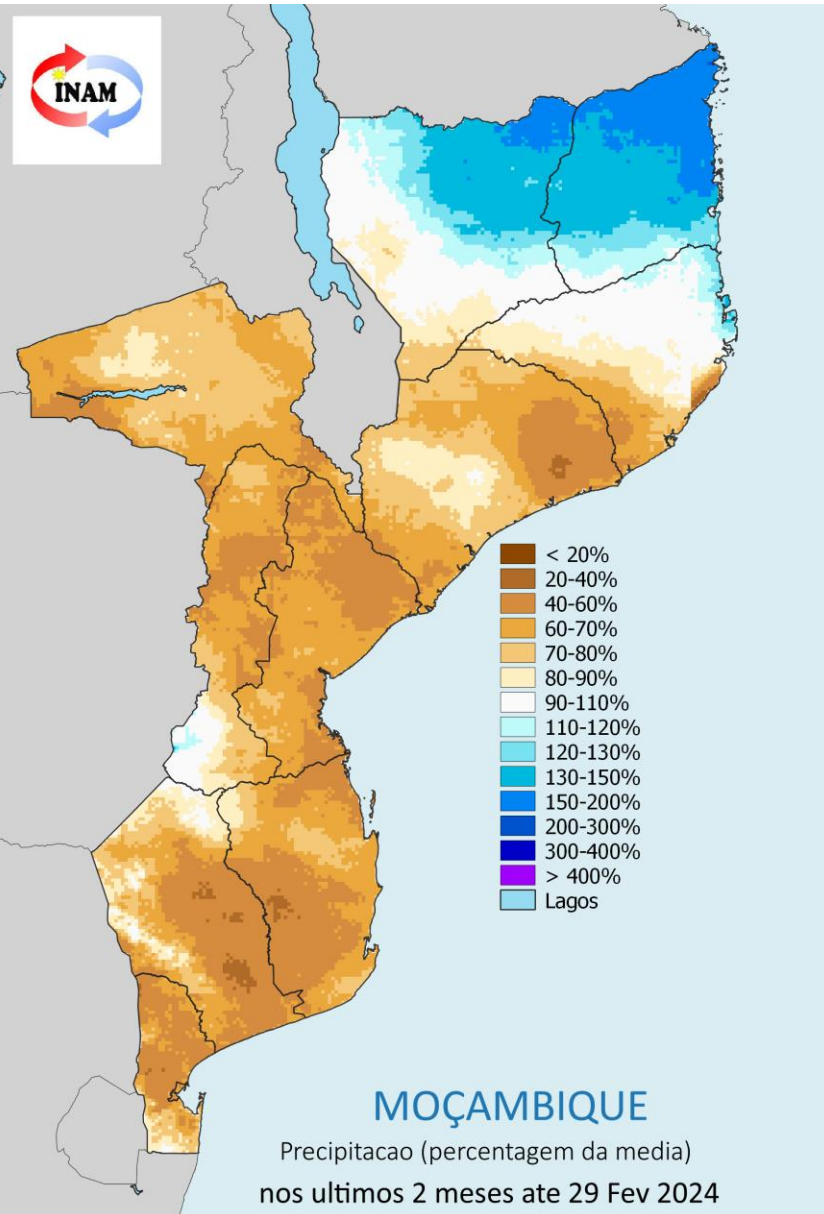 INAM
< 20%
20-40%
40-60%
60-70%
70-80%
80-90%
90-110%
110-120%
120-130%
130-150%
150-200%
200-300%
300-400%
> 400%
Lagos
MOÇAMBIQUE
Precipitacao (percentagem da media)
nos ultimos 2 meses ate 29 Fev 2024